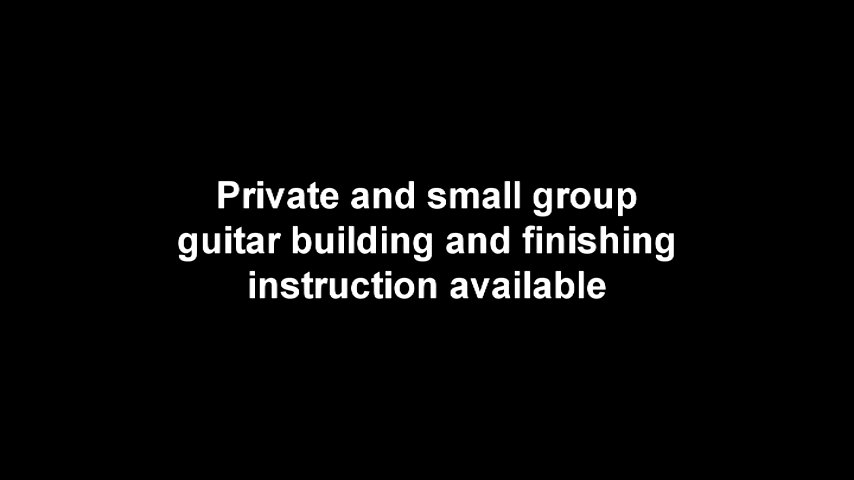 Private and small group
guitar building and finishing
instruction available